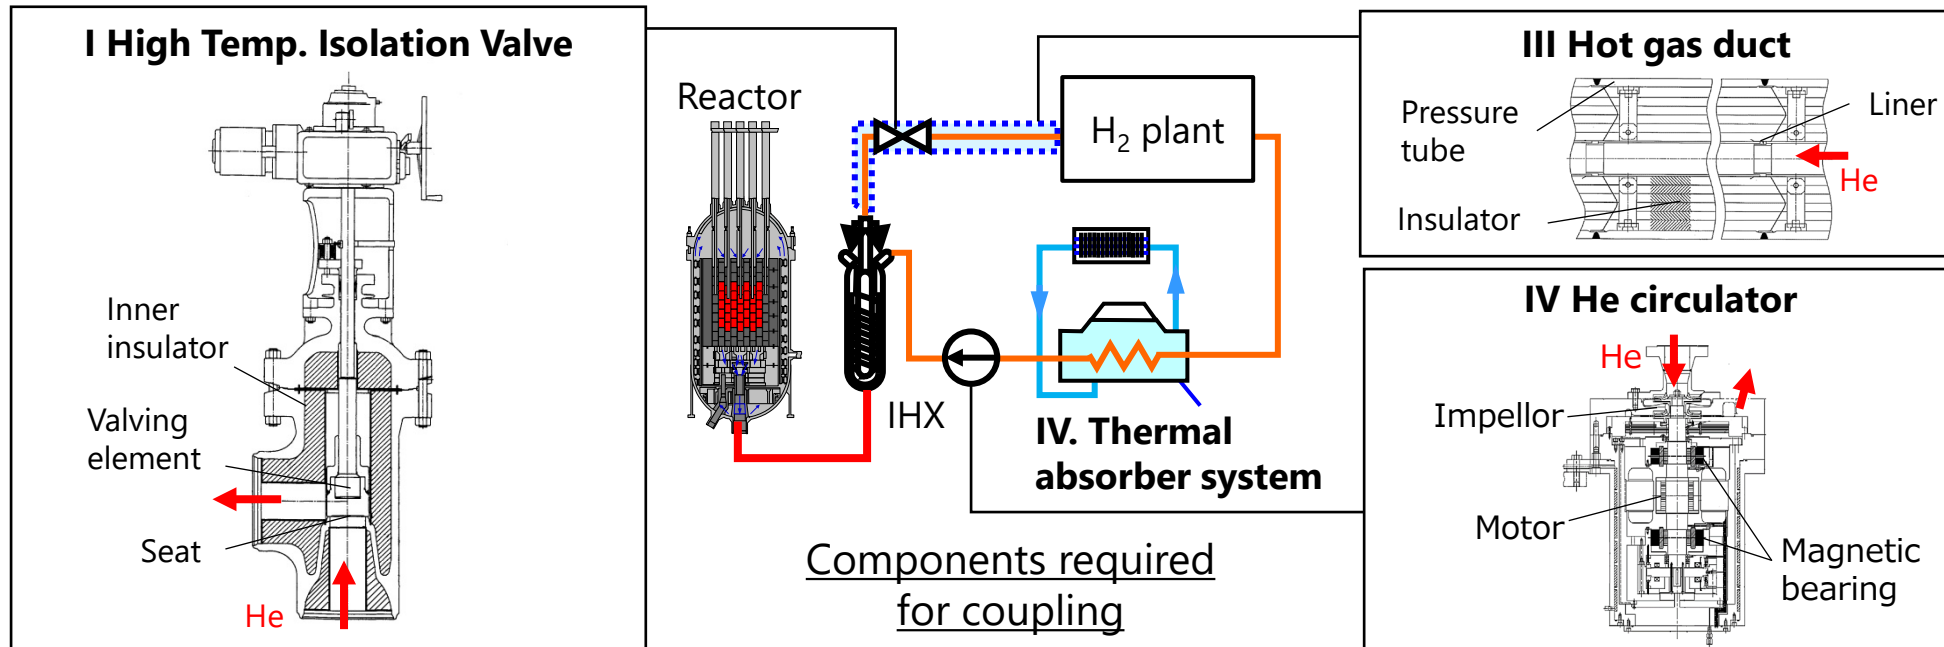 I High Temp. Isolation Valve
Inner
insulator
Valving
element
Seat
He
Reactor
H₂ plant
IHX
IV. Thermal
absorber system
Components required
for coupling
III Hot gas duct
Pressure
tube
Liner
He
Insulator
IV He circulator
He
Impellor
Motor
Magnetic
bearing